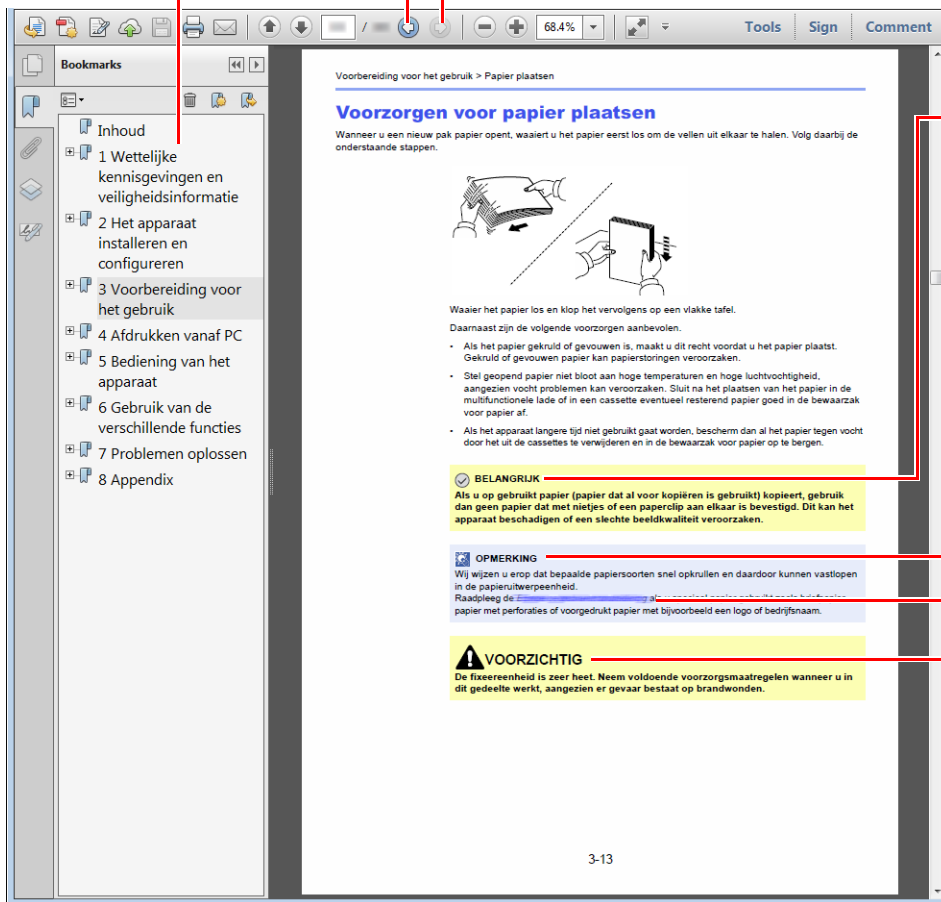 /
68.4%
Tools
Sign
Comment
Bookmarks
Inhoud
1 Wettelijke
kennisgevingen en
veiligheidsinformatie
2 Het apparaat
installeren en
configureren
3 Voorbereiding voor
het gebruik
4 Afdrukken vanaf PC
5 Bediening van het
apparaat
6 Gebruik van de
verschillende functies
7 Problemen oplossen
8 Appendix
Voorbereiding voor het gebruik > Papier plaatsen
Voorzorgen voor papier plaatsen
Wanneer u een nieuw pak papier opent, waaiert u het papier eerst los om de vellen uit elkaar te halen. Volg daarbij de
onderstaande stappen.
Waaier het papier los en klop het vervolgens op een vlakke tafel.
Daarnaast zijn de volgende voorzorgen aanbevolen.
• Als het papier gekruld of gevouwen is, maakt u dit recht voordat u het papier plaatst.
Gekruld of gevouwen papier kan papierstoringen veroorzaken.
• Stel geopend papier niet bloot aan hoge temperaturen en hoge luchtvochtigheid,
aangezien vocht problemen kan veroorzaken. Sluit na het plaatsen van het papier in de
multifunctionele lade of in een cassette eventueel resterend papier goed in de bewaarzak
voor papier af.
• Als het apparaat langere tijd niet gebruikt gaat worden, bescherm dan al het papier tegen vocht
door het uit de cassettes te verwijderen en in de bewaarzak voor papier op te bergen.
BELANGRIJK
Als u op gebruikt papier (papier dat al voor kopiëren is gebruikt) kopieert, gebruik
dan geen papier dat met nietjes of een paperclip aan elkaar is bevestigd. Dit kan het
apparaat beschadigen of een slechte beeldkwaliteit veroorzaken.
OPMERKING
Wij wijzen u erop dat bepaalde papiersoorten snel opkrullen en daardoor kunnen vastlopen
in de papieruitwerpeenheid.
Raadpleeg de als u speciaal papier gebruikt zoals briefpapier
papier met perforaties of voorgedrukt papier met bijvoorbeeld een logo of bedrijfsnaam.
VOORZICHTIG
De fixeereenheid is zeer heet. Neem voldoende voorzorgsmaatregelen wanneer u in
dit gedeelte werkt, aangezien er gevaar bestaat op brandwonden.
3-13